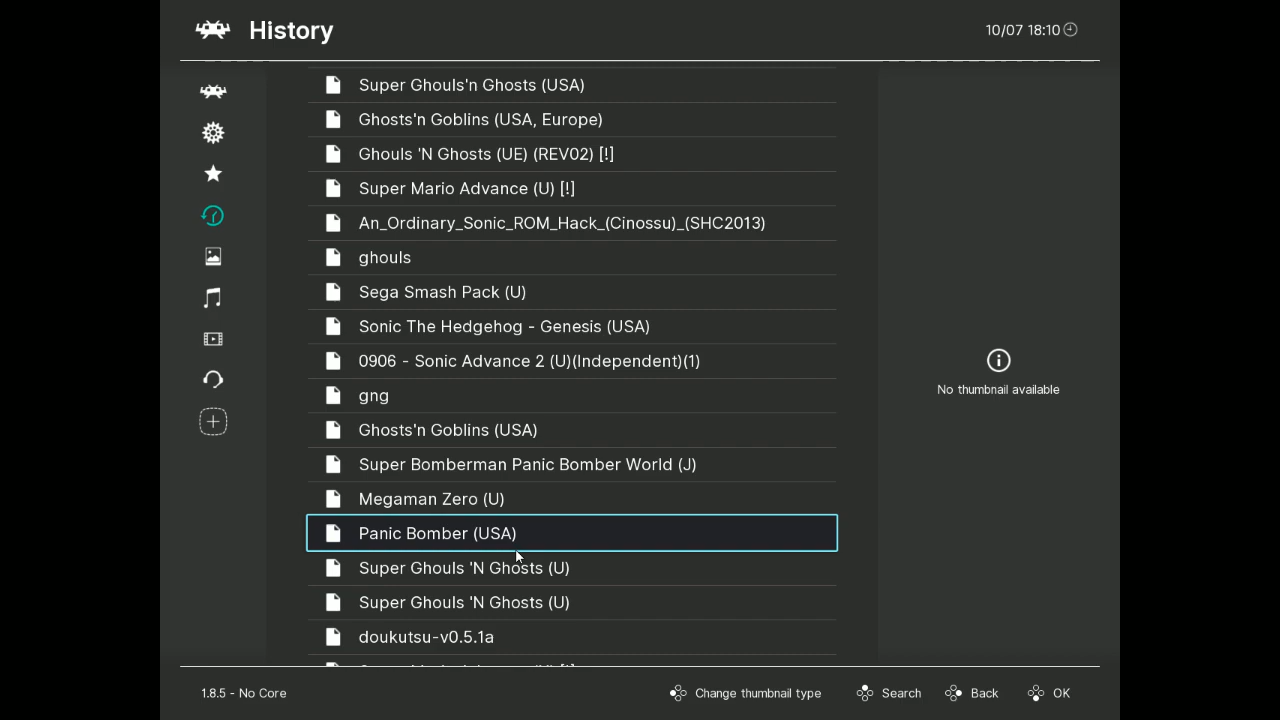 History
10/07 18:10
Super Ghouls'n Ghosts (USA)
Ghosts'n Goblins (USA, Europe)
Ghouls 'N Ghosts (UE) (REV02) [!]
Super Mario Advance (U) [!]
An_Ordinary_Sonic_ROM_Hack_(Cinossu)_(SHC2013)
ghouls
Sega Smash Pack (U)
Sonic The Hedgehog - Genesis (USA)
0906 - Sonic Advance 2 (U)(Independent)(1)
gng
Ghosts'n Goblins (USA)
Super Bomberman Panic Bomber World (J)
Megaman Zero (U)
Panic Bomber (USA)
Super Ghouls 'N Ghosts (U)
Super Ghouls 'N Ghosts (U)
doukutsu-v0.5.1a
No thumbnail available
1.8.5 - No Core
Change thumbnail type
Search
Back
OK